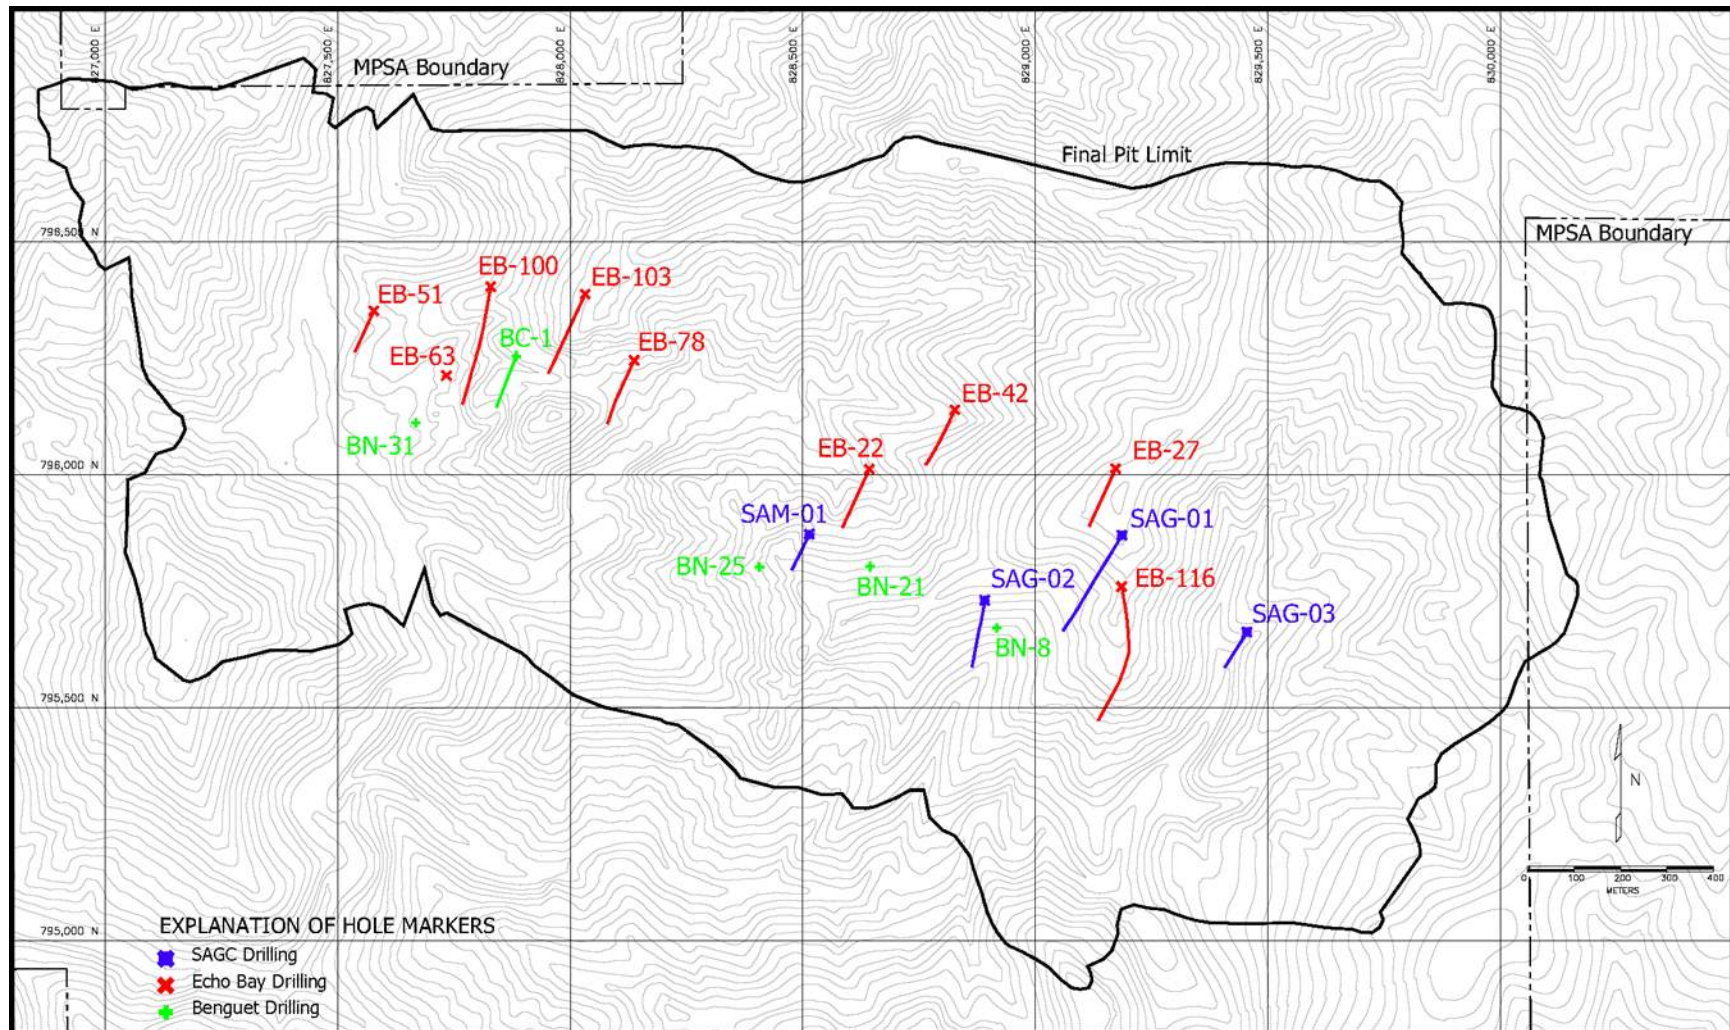 827,000 E
827,500 E
828,000 E
828,500 E
829,000 E
829,500 E
830,000 E
MPSA Boundary
Final Pit Limit
796,500 N
MPSA Boundary
EB-100
EB-103
EB-51
BC-1
EB-63
EB-78
EB-42
BN-31
EB-22
EB-27
796,000 N
SAM-01
SAG-01
BN-25
BN-21
SAG-02
EB-116
SAG-03
BN-8
795,500 N
N
0 100 200 300 400
METERS
795,000 N
EXPLANATION OF HOLE MARKERS
SAGC Drilling
Echo Bay Drilling
Benguet Drilling